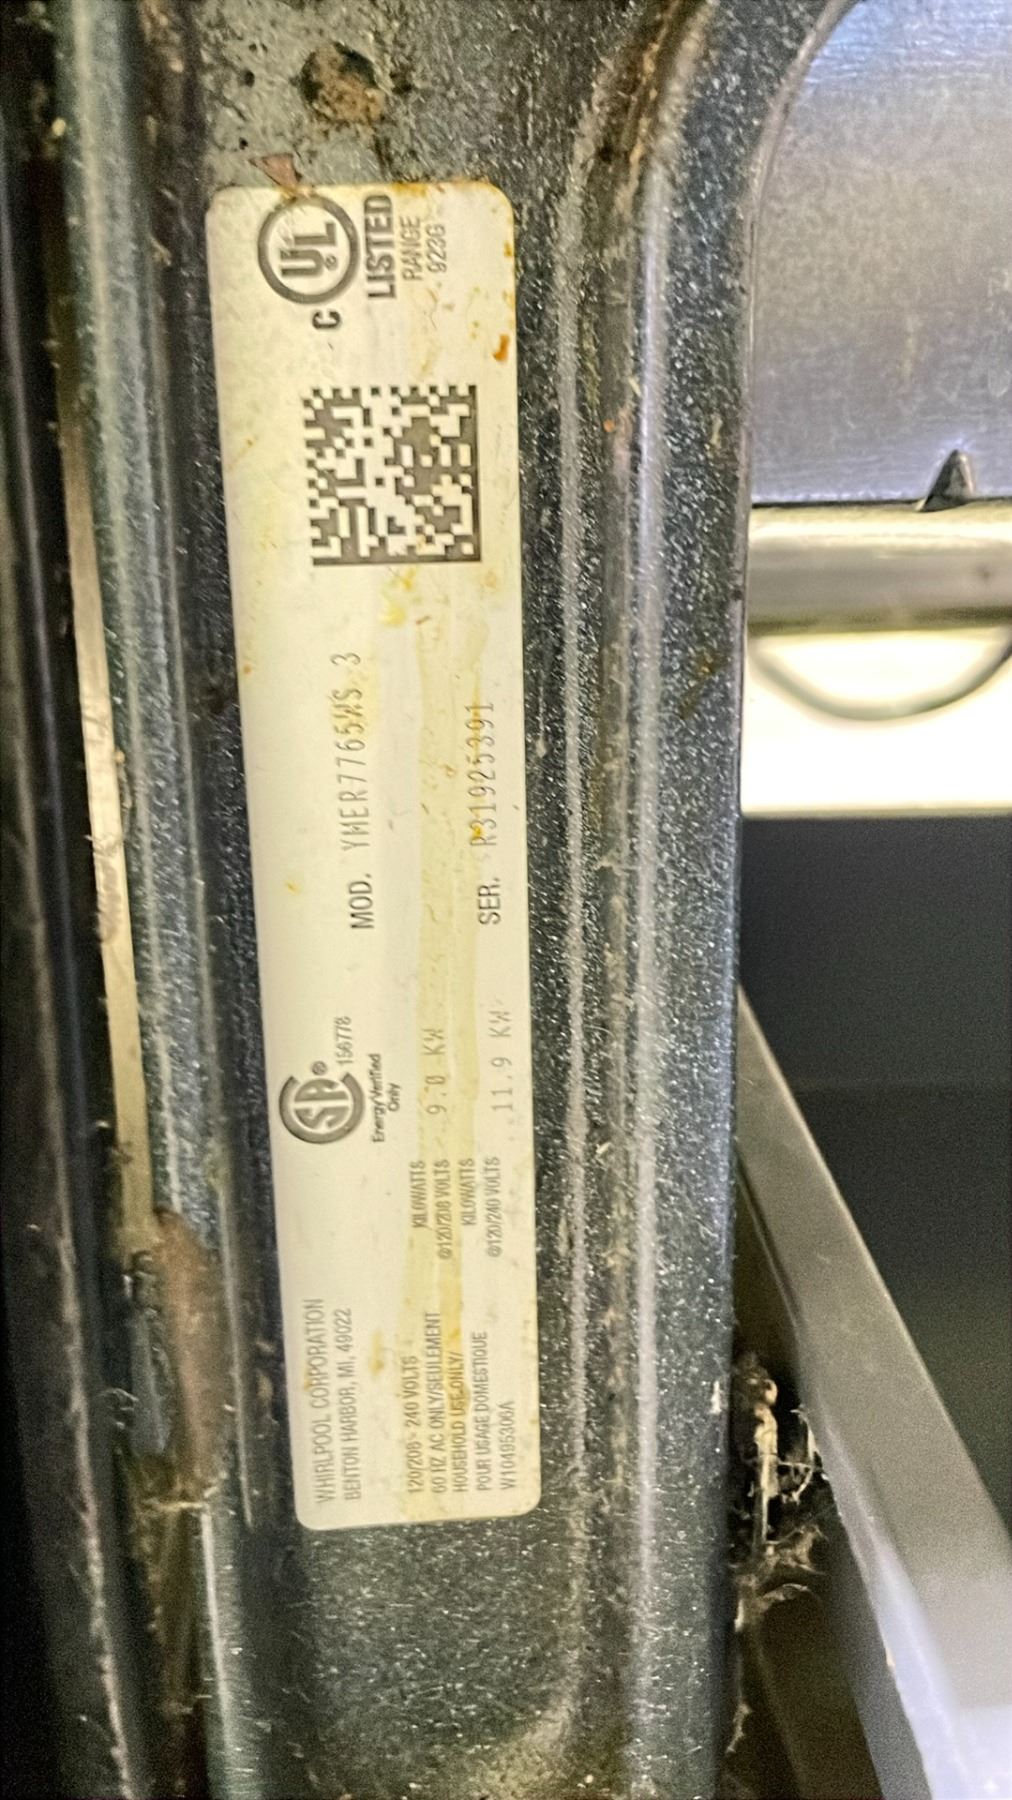 WHIRLPOOL CORPORATION
BENTON HARBOR, MI, 49022
120/208 - 240 VOLTS
60 HZ AC ONLY/SEULEMENT
HOUSEHOLD USE ONLY/
POUR USAGE DOMESTIQUE
W10495306A
SA® 156778
Energy Verified
Only
KILOWATTS
@120/208 VOLTS 9.0 KW
KILOWATTS
@120/240 VOLTS 11.9 KW
MOD. YMER7765WS 3
SER. R31925391
C UL
LISTED
RANGE
923G